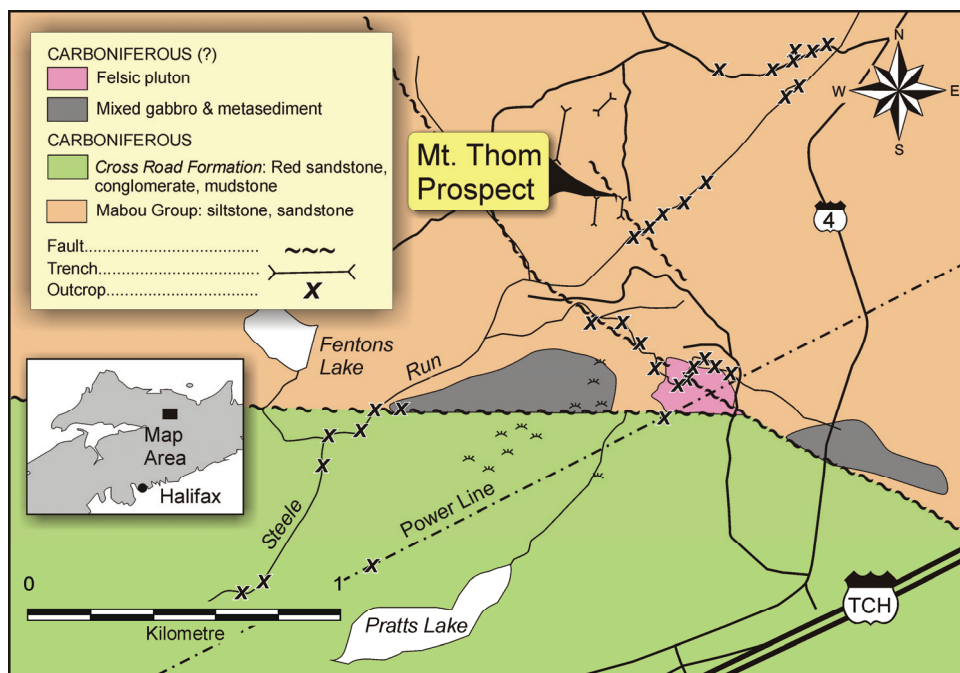 CARBONIFEROUS (?)
Felsic pluton
Mixed gabbro & metasediment
CARBONIFEROUS
Cross Road Formation: Red sandstone,
conglomerate, mudstone
Mabou Group: siltstone, sandstone
Fault..............................
Trench...........................
Outcrop.........................
X
Mt. Thom
Prospect
N
W
E
S
4
Fentons
Lake
Run
Map
Area
Halifax
Steele
Power Line
0
1
Kilometre
Pratts Lake
TCH